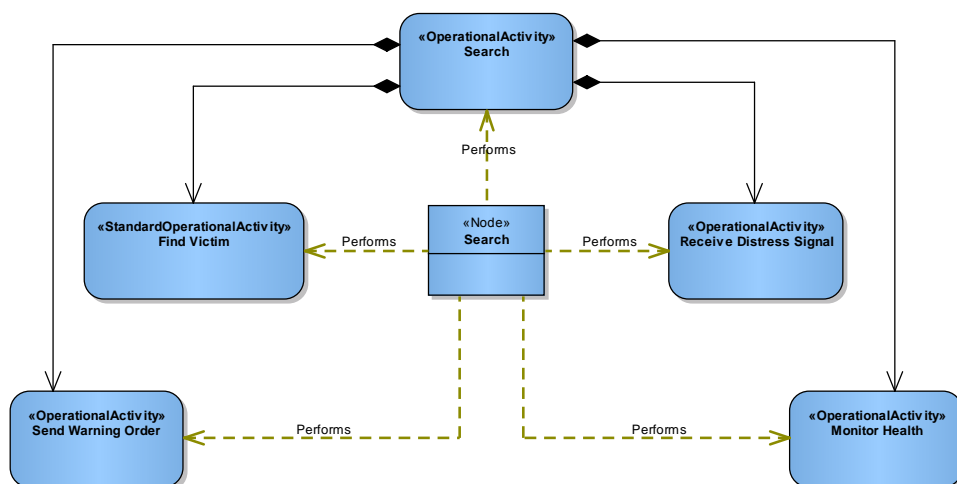 «OperationalActivity»
Search
Performs
«StandardOperationalActivity»
Find Victim
Performs
«Node»
Search
Performs
«OperationalActivity»
Receive Distress Signal
«OperationalActivity»
Send Warning Order
Performs
Performs
«OperationalActivity»
Monitor Health